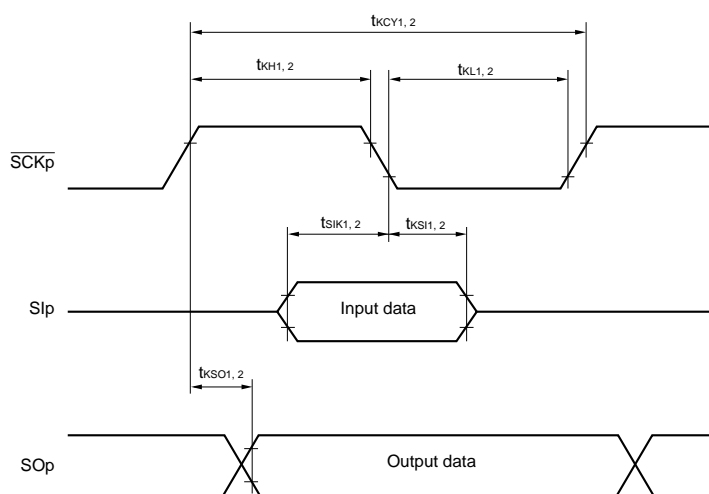 tKCY1, 2
tKH1, 2
tKL1, 2
SCKp
tSIK1, 2
tKSI1, 2
SIp
Input data
tKSO1, 2
SOp
Output data